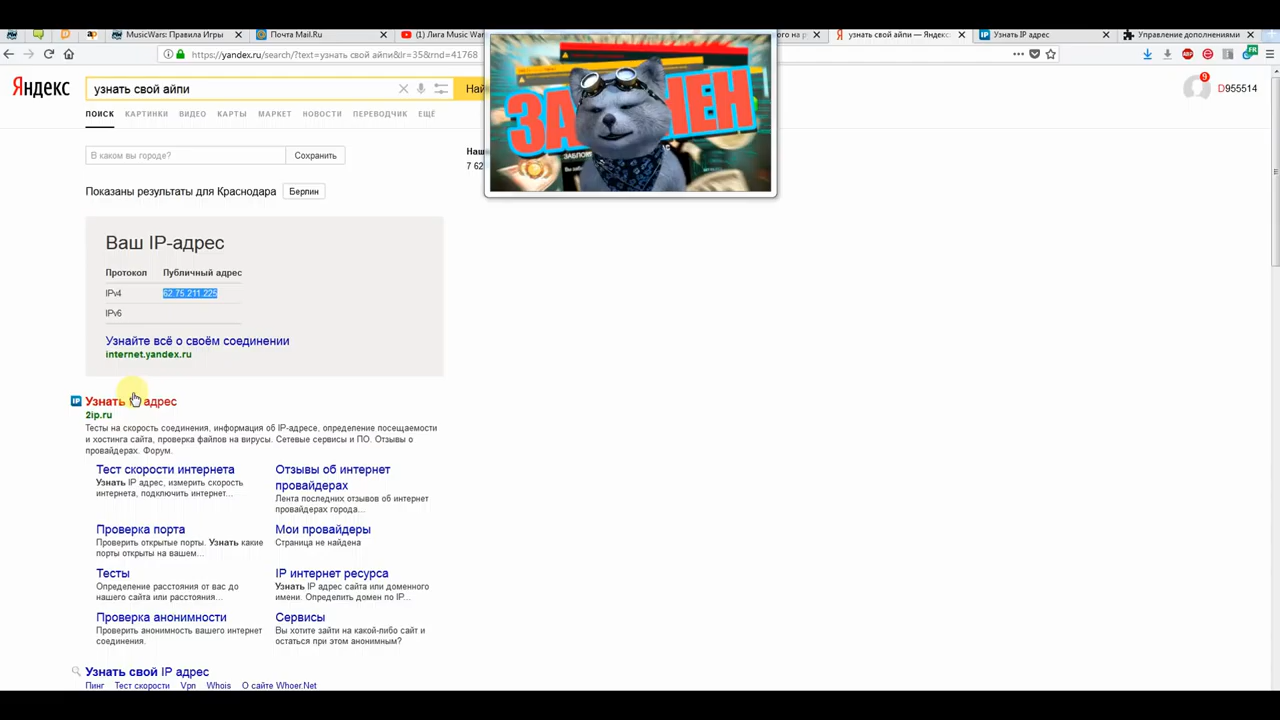 MusicWars: Правила Игры
Почта Mail.Ru
(1) Лига Music Wa
узнать свой айпи — Яндекс
Узнать IP адрес
Управление дополнениями
https://yandex.ru/search/?text=узнать свой айпи&lr=35&rnd=41768
Яндекс
узнать свой айпи
Най
9
D955514
ПОИСК КАРТИНКИ ВИДЕО КАРТЫ МАРКЕТ НОВОСТИ ПЕРЕВОДЧИК ЕЩЁ
В каком вы городе?
Сохранить
Наш
7 62
Показаны результаты для Краснодара
Берлин
Ваш IP-адрес
Протокол Публичный адрес
IPv4 62.75.211.225
IPv6
Узнайте всё о своём соединении
internet.yandex.ru
Узнать адрес
2ip.ru
Тесты на скорость соединения, информация об IP-адресе, определение посещаемости
и хостинга сайта, проверка файлов на вирусы. Сетевые сервисы и ПО. Отзывы о
провайдерах. Форум.
Тест скорости интернета
Узнать IP адрес, измерить скорость
интернета, подключить интернет...
Отзывы об интернет
провайдерах
Лента последних отзывов об интернет
провайдерах города...
Проверка порта
Проверить открытые порты. Узнать какие
порты открыты на вашем...
Мои провайдеры
Страница не найдена
Тесты
Определение расстояния от вас до
нашего сайта или расстояния...
IP интернет ресурса
Узнать IP адрес сайта или доменного
имени. Определить домен по IP...
Проверка анонимности
Проверить анонимность вашего интернет
соединения.
Сервисы
Вы хотите зайти на какой-либо сайт и
остаться при этом анонимным?
Узнать свой IP адрес
Пинг Тест скорости Vpn Whois О сайте Whoer.Net